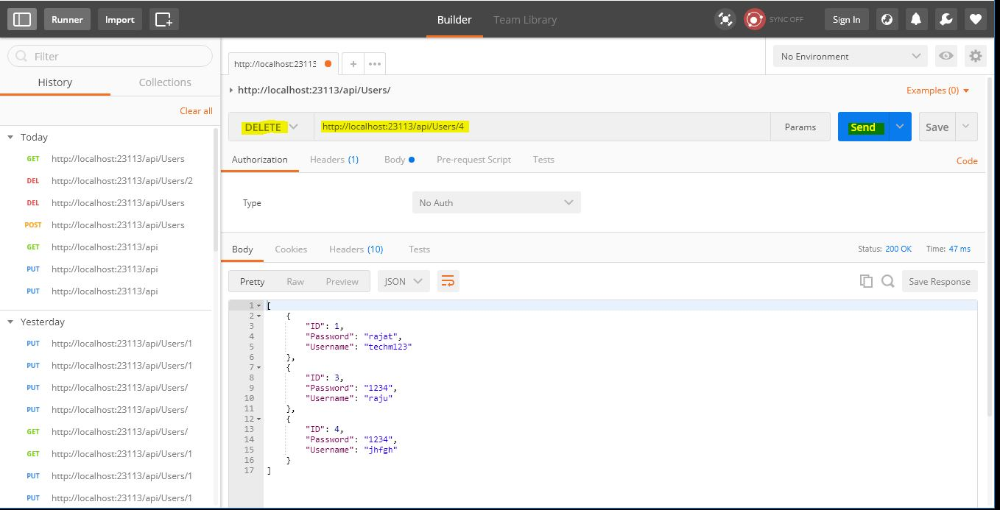 Runner Import Builder Team Library SYNC OFF Sign In
Filter
History Collections
Clear all
Today
GET http://localhost:23113/api/Users
DEL http://localhost:23113/api/Users/2
DEL http://localhost:23113/api/Users
POST http://localhost:23113/api/Users
GET http://localhost:23113/api
PUT http://localhost:23113/api
PUT http://localhost:23113/api
Yesterday
PUT http://localhost:23113/api/Users/1
PUT http://localhost:23113/api/Users/1
PUT http://localhost:23113/api/Users/
PUT http://localhost:23113/api/Users/
GET http://localhost:23113/api/Users/
GET http://localhost:23113/api/Users/1
PUT http://localhost:23113/api/Users/1
PUT http://localhost:23113/api/Users/1
http://localhost:23113 + ••• No Environment
http://localhost:23113/api/Users/ Examples (0)
DELETE http://localhost:23113/api/Users/4 Params Send Save
Authorization Headers (1) Body Pre-request Script Tests Code
Type No Auth
Body Cookies Headers (10) Tests Status: 200 OK Time: 47 ms
Pretty Raw Preview JSON Save Response
1 [
2 {
3 "ID": 1,
4 "Password": "rajat",
5 "Username": "techm123"
6 },
7 {
8 "ID": 3,
9 "Password": "1234",
10 "Username": "raju"
11 },
12 {
13 "ID": 4,
14 "Password": "1234",
15 "Username": "jhfgh"
16 }
17 ]